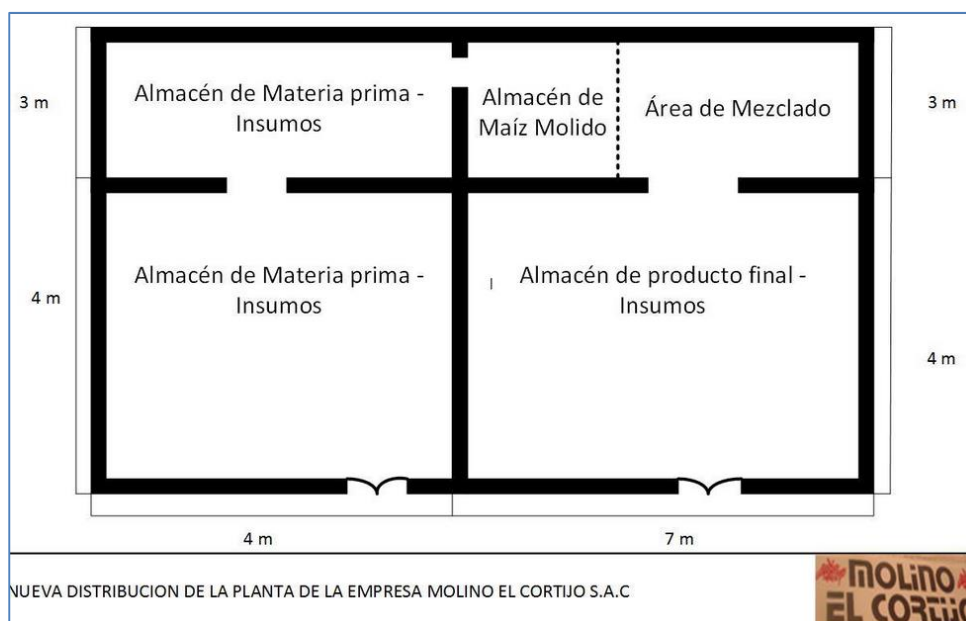 3 m
Almacén de Materia prima -
Insumos
Almacén de
Maíz Molido
Área de Mezclado
3 m
4 m
Almacén de Materia prima -
Insumos
Almacén de producto final -
Insumos
4 m
4 m
7 m
NUEVA DISTRIBUCION DE LA PLANTA DE LA EMPRESA MOLINO EL CORTIJO S.A.C
MOLINO
EL CORTIJO